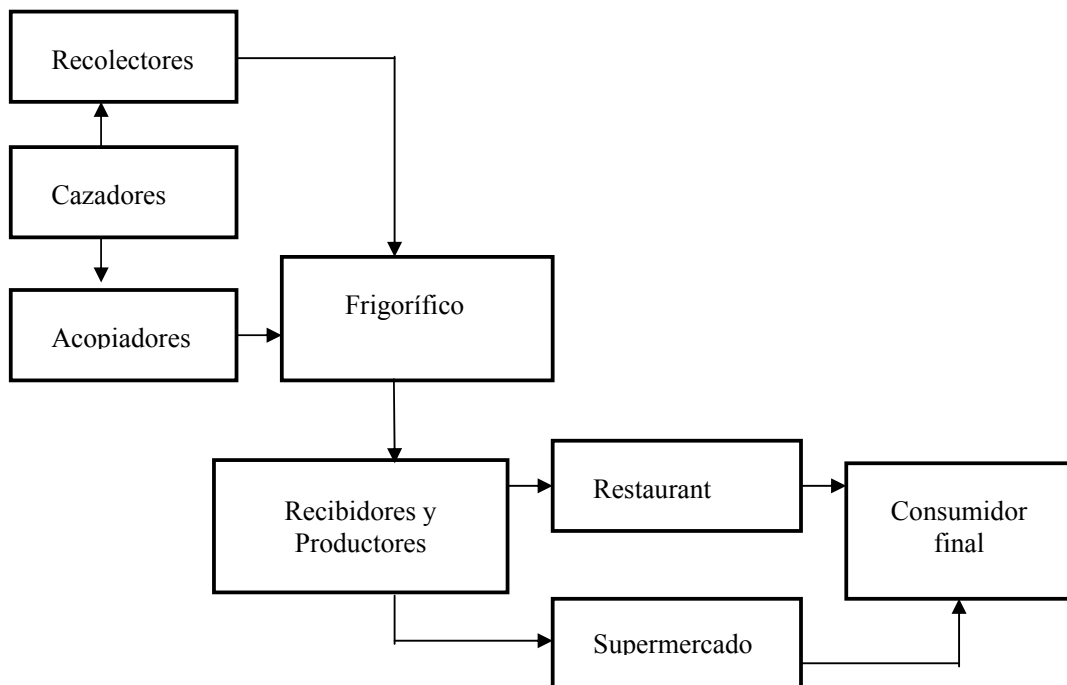 Recolectores
Cazadores
Acopiadores
Frigorífico
Recibidores y
Productores
Restaurant
Supermercado
Consumidor
final